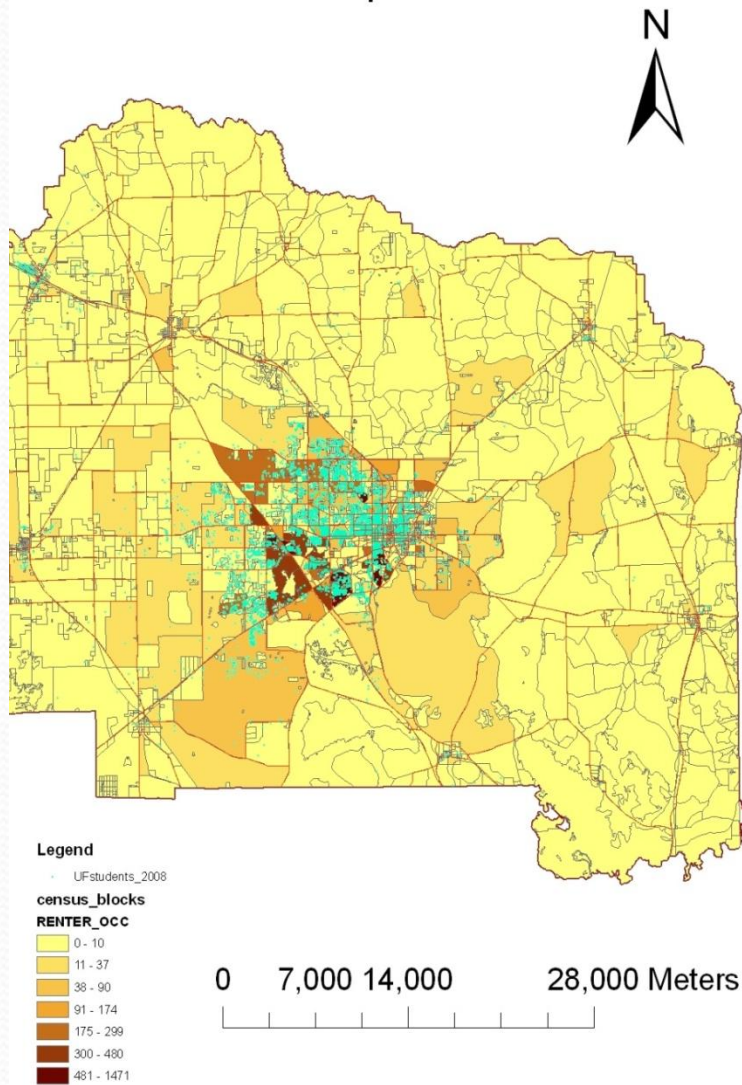 N
Legend
UFstudents_2008
census_blocks
RENTER_OCC
0 - 10
11 - 37
38 - 90
91 - 174
175 - 299
300 - 480
481 - 1471
0 7,000 14,000 28,000 Meters